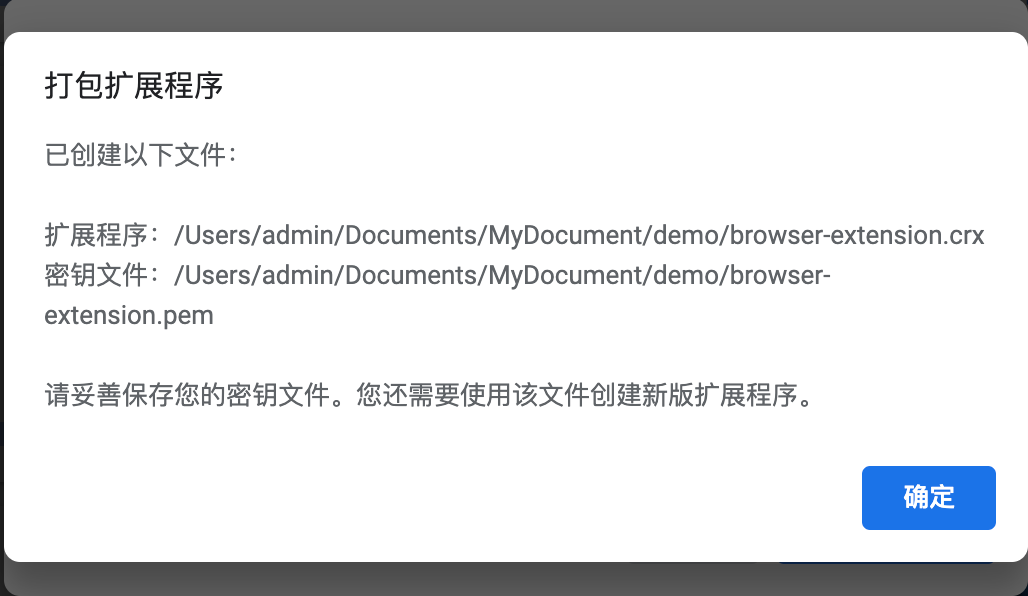 打包扩展程序
已创建以下文件：
扩展程序：/Users/admin/Documents/MyDocument/demo/browser-extension.crx
密钥文件：/Users/admin/Documents/MyDocument/demo/browser-
extension.pem
请妥善保存您的密钥文件。您还需要使用该文件创建新版扩展程序。
确定